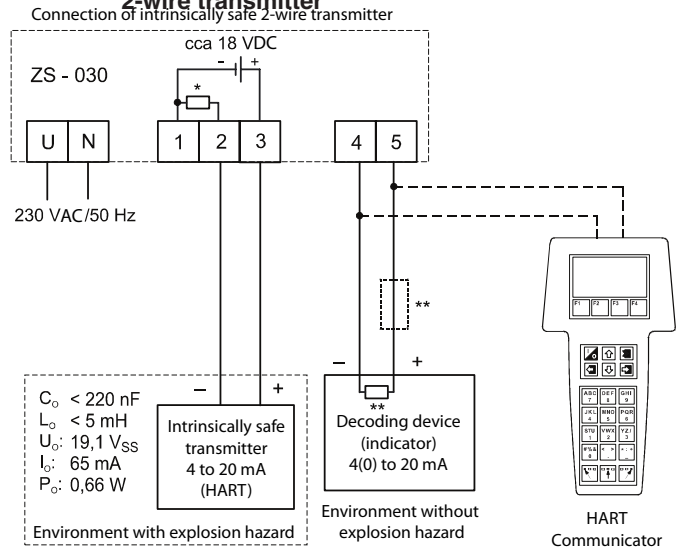 2-wire transmitter
Connection of intrinsically safe 2-wire transmitter
cca 18 VDC
- +
ZS - 030
*
U N 1 2 3 4 5
230 VAC/50 Hz
**
F1 F2 F3 F4
– + – +
**
Cₒ < 220 nF
Lₒ < 5 mH
Uₒ: 19,1 Vₛₛ
Iₒ: 65 mA
Pₒ: 0,66 W
Intrinsically safe
transmitter
4 to 20 mA
(HART)
Environment with explosion hazard
Decoding device
(indicator)
4(0) to 20 mA
Environment without
explosion hazard
ABC DEF GHI
7 8 9
JKL MNO PQR
4 5 6
STU VWX YZ/
1 2 3
HART
Communicator